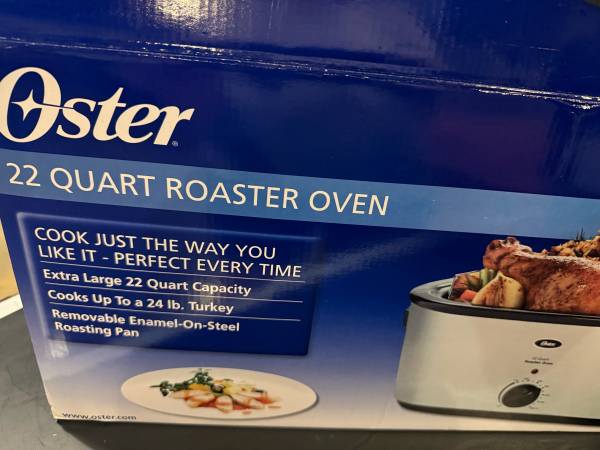 Oster
22 QUART ROASTER OVEN
COOK JUST THE WAY YOU
LIKE IT - PERFECT EVERY TIME
Extra Large 22 Quart Capacity
Cooks Up To a 24 lb. Turkey
Removable Enamel-On-Steel
Roasting Pan
www.oster.com
Oster